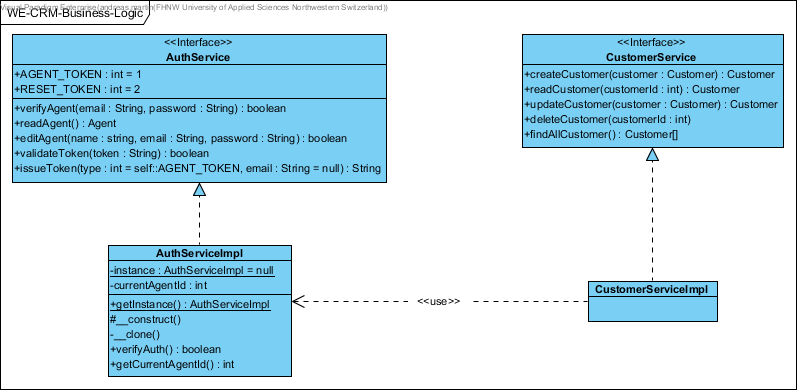 Visual Paradigm Enterprise(andreas martin(FHNW University of Applied Sciences Northwestern Switzerland))
WE-CRM-Business-Logic
<<Interface>>
AuthService
+AGENT_TOKEN : int = 1
+RESET_TOKEN : int = 2
+verifyAgent(email : String, password : String) : boolean
+readAgent() : Agent
+editAgent(name : string, email : String, password : String) : boolean
+validateToken(token : String) : boolean
+issueToken(type : int = self::AGENT_TOKEN, email : String = null) : String
<<Interface>>
CustomerService
+createCustomer(customer : Customer) : Customer
+readCustomer(customerId : int) : Customer
+updateCustomer(customer : Customer) : Customer
+deleteCustomer(customerId : int)
+findAllCustomer() : Customer[]
AuthServiceImpl
-instance : AuthServiceImpl = null
-currentAgentId : int
+getInstance() : AuthServiceImpl
#__construct()
-__clone()
+verifyAuth() : boolean
+getCurrentAgentId() : int
<<use>>
CustomerServiceImpl